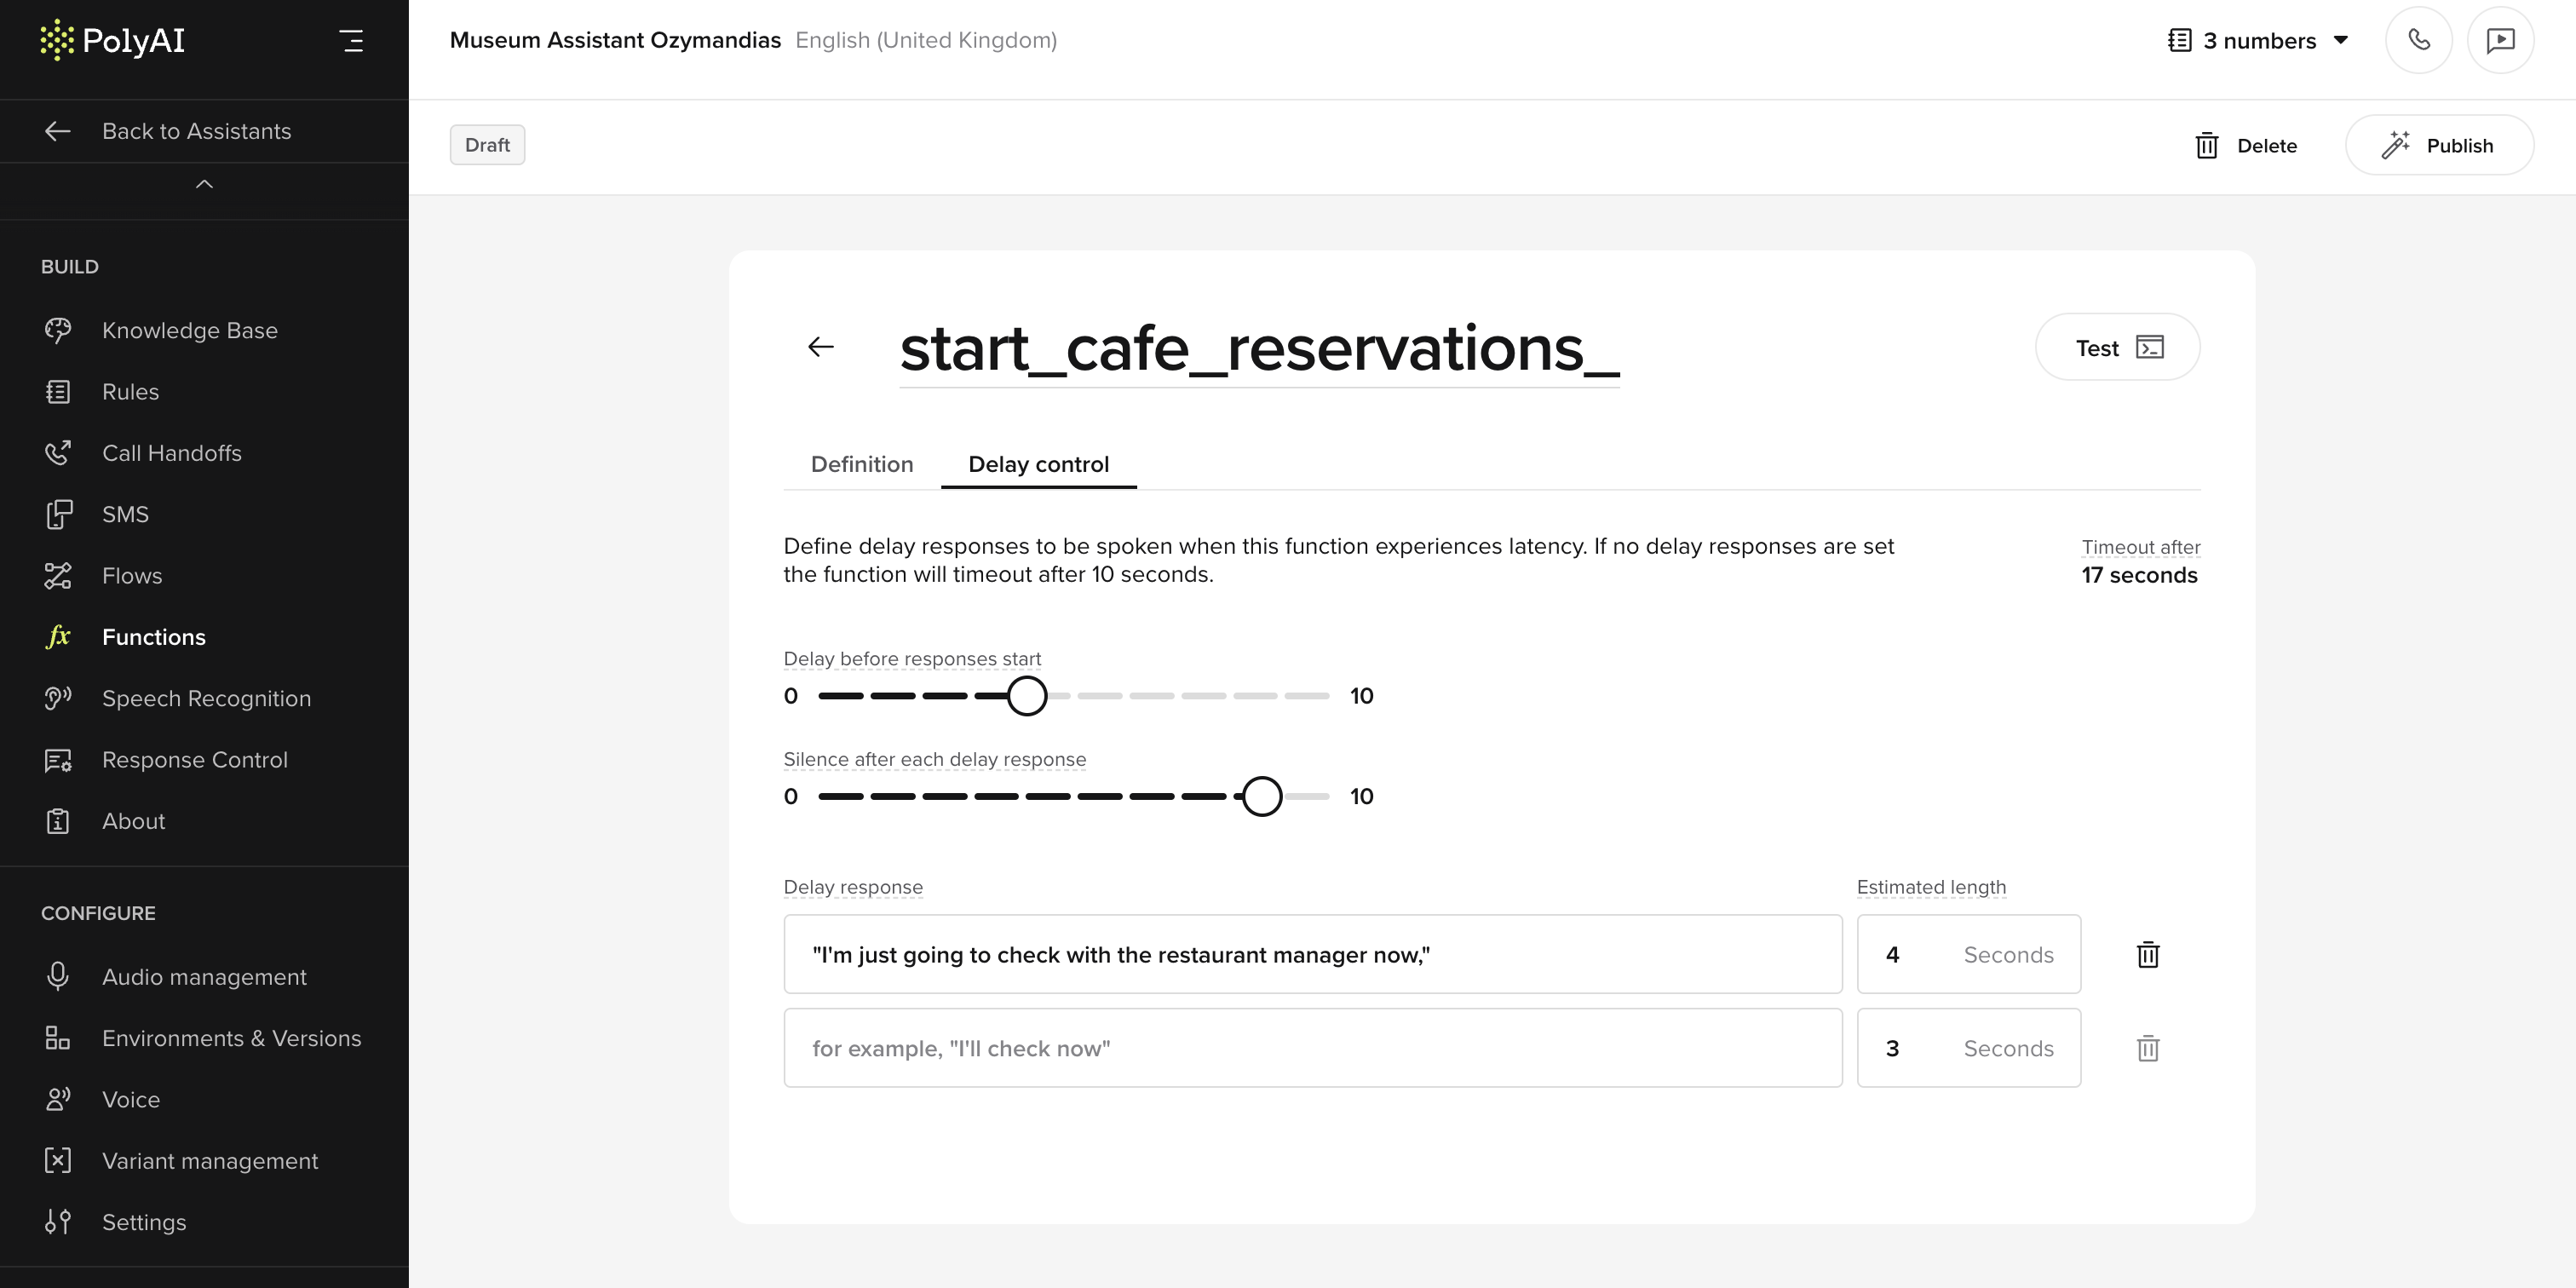 PolyAI
Back to Assistants
BUILD
Knowledge Base
Rules
Call Handoffs
SMS
Flows
fx Functions
Speech Recognition
Response Control
About
CONFIGURE
Audio management
Environments & Versions
Voice
Variant management
Settings
Museum Assistant Ozymandias English (United Kingdom)
3 numbers
Draft
Delete
Publish
start_cafe_reservations_
Test
Definition
Delay control
Define delay responses to be spoken when this function experiences latency. If no delay responses are set
the function will timeout after 10 seconds.
Timeout after
17 seconds
Delay before responses start
0 10
Silence after each delay response
0 10
Delay response
Estimated length
"I'm just going to check with the restaurant manager now,"
4 Seconds
for example, "I'll check now"
3 Seconds